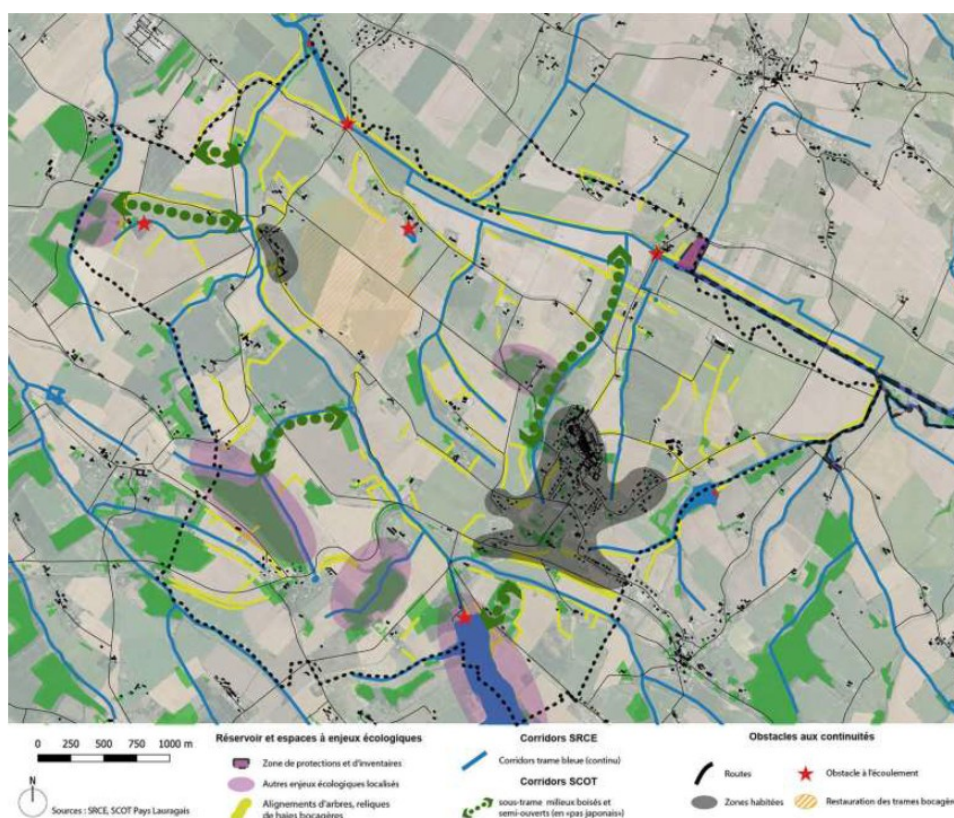 0 250 500 750 1000 m
N
Sources : SRCE, SCOT Pays Lauragais
Réservoir et espaces à enjeux écologiques
Zone de protections et d'inventaires
Autres enjeux écologiques localisés
Alignements d'arbres, reliques
de haies bocagères
Corridors SRCE
Corridors trame bleue (continu)
Corridors SCOT
sous-trame milieux boisés et
semi-ouverts (en «pas japonais»)
Obstacles aux continuités
Routes
Zones habitées
Obstacle à l'écoulement
Restauration des trames bocagère